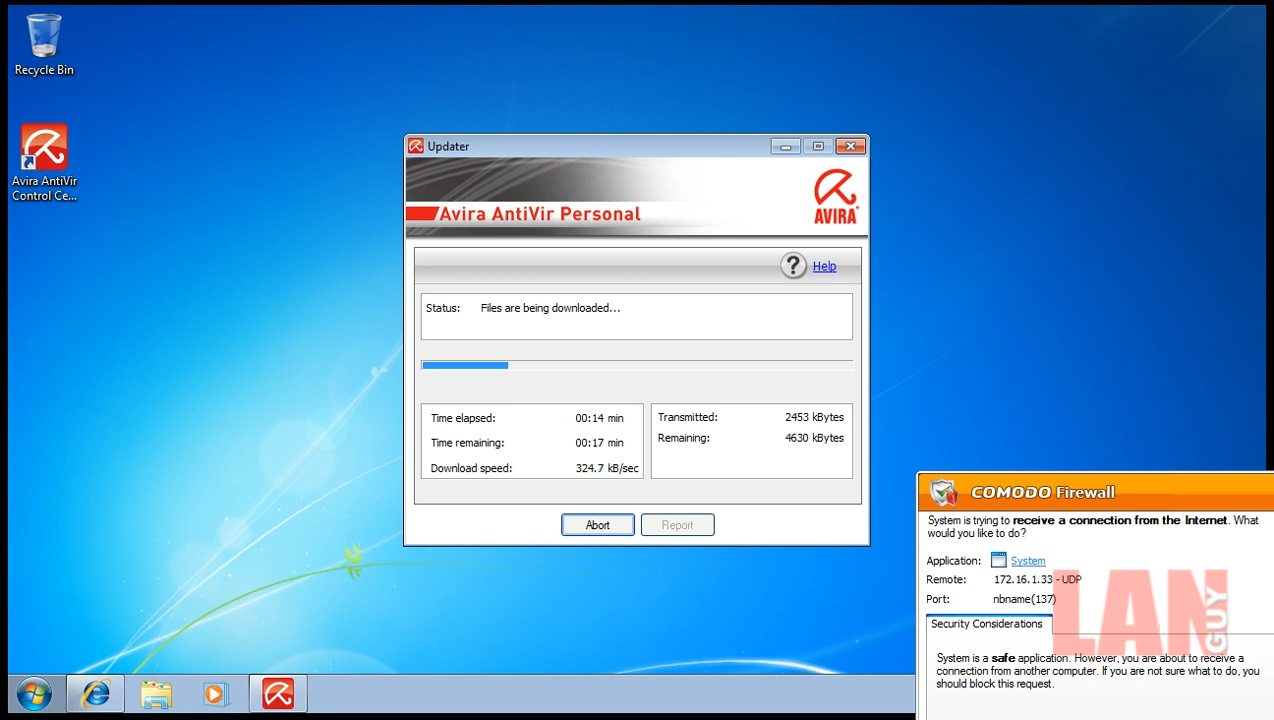 Recycle Bin
Avira AntiVir
Control Ce...
Updater
Avira AntiVir Personal
AVIRA
? Help
Status: Files are being downloaded...
Time elapsed: 00:14 min
Time remaining: 00:17 min
Download speed: 324.7 kB/sec
Transmitted: 2453 kBytes
Remaining: 4630 kBytes
Abort Report
COMODO Firewall
System is trying to receive a connection from the Internet. What
would you like to do?
Application: System
Remote: 172.16.1.33 - UDP
Port: nbname(137)
Security Considerations
System is a safe application. However, you are about to receive a
connection from another computer. If you are not sure what to do, you
should block this request.
LAN
GUY